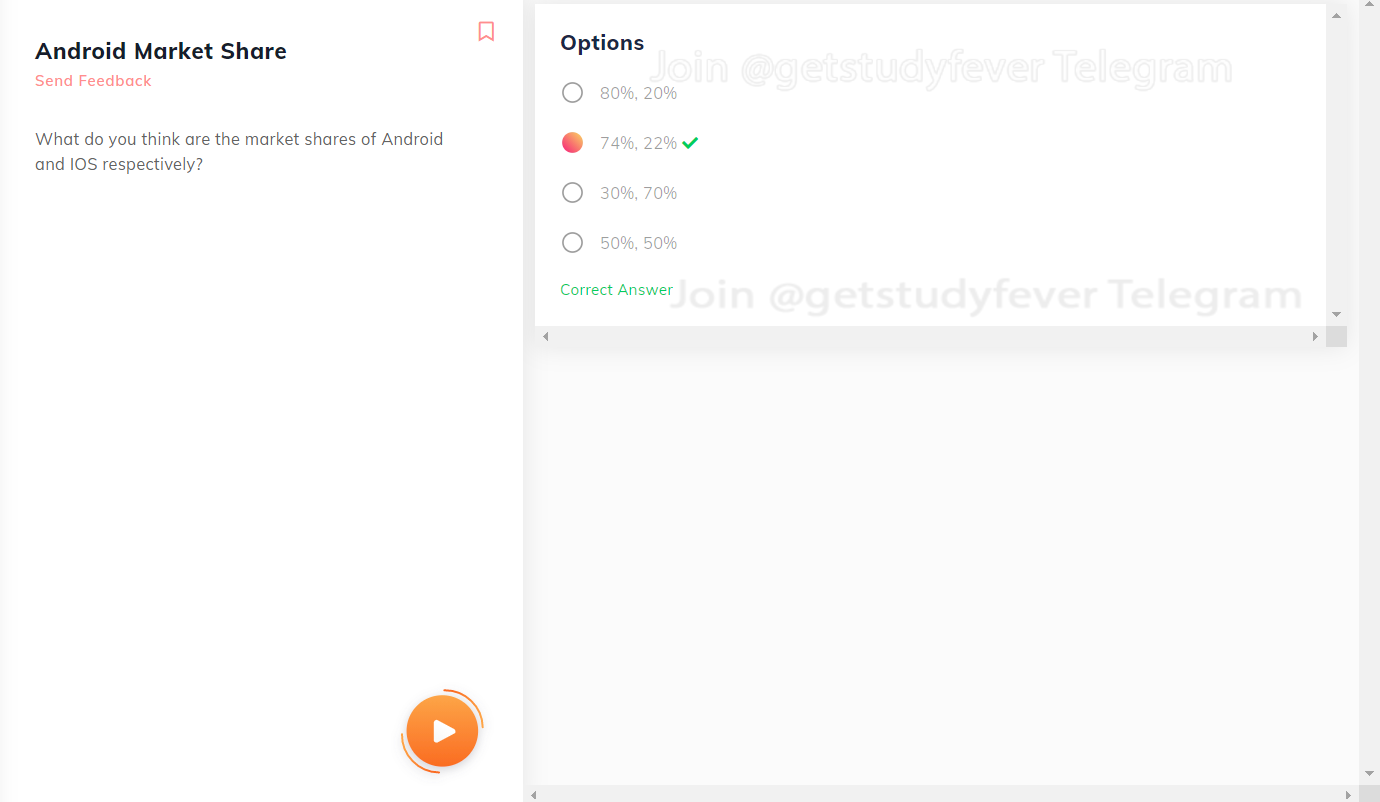 Android Market Share
Send Feedback
What do you think are the market shares of Android
and IOS respectively?
Options
Join @getstudyfever Telegram
80%, 20%
74%, 22%
30%, 70%
50%, 50%
Correct Answer
Join @getstudyfever Telegram